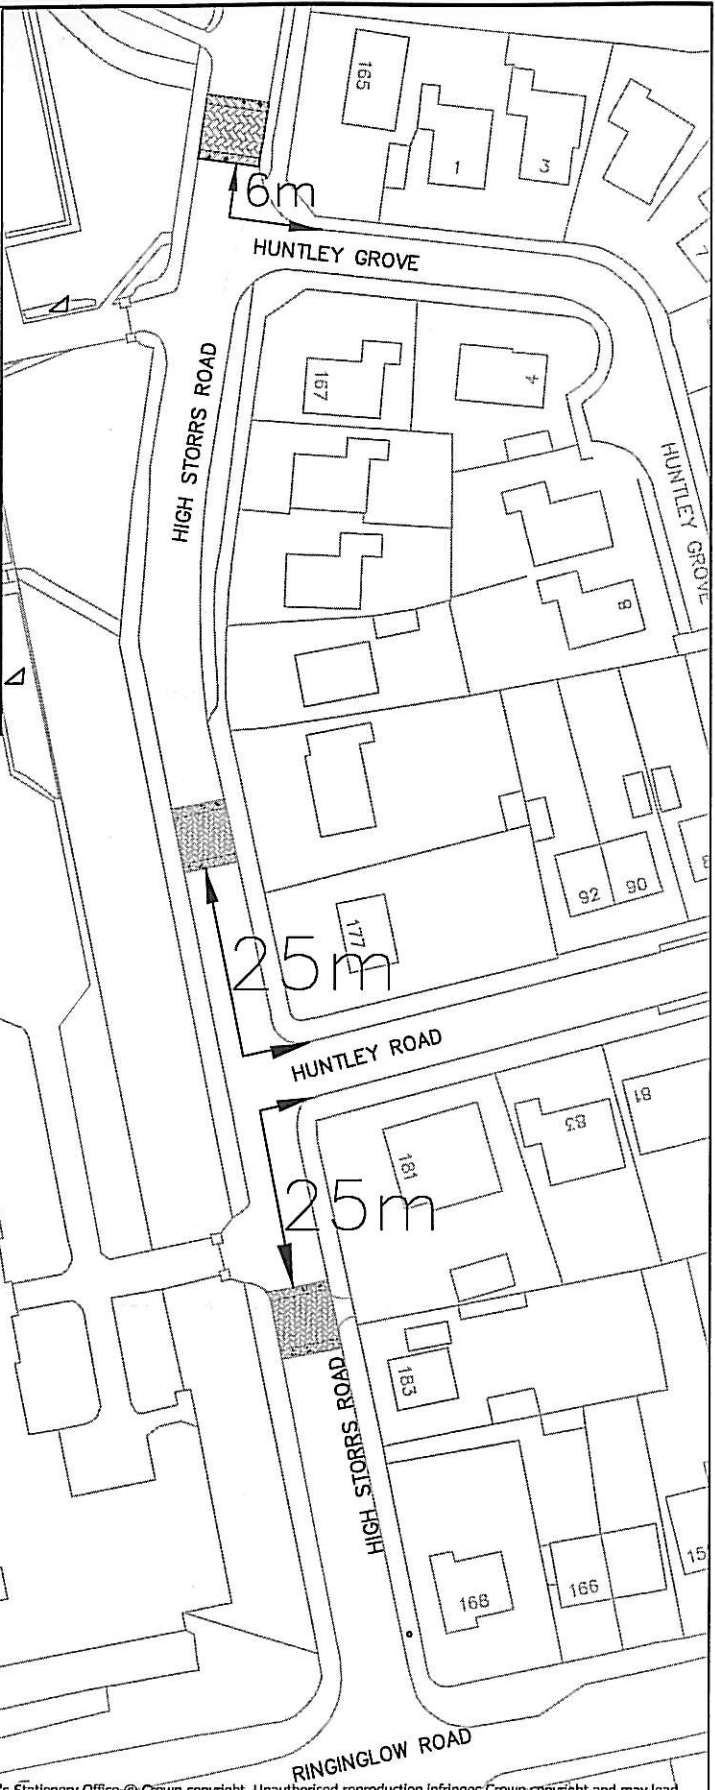 165
1
3
7
6m
HUNTLEY GROVE
HIGH STORRS ROAD
167
4
HUNTLEY GROVE
8
92
90
177
25m
HUNTLEY ROAD
181
83
81
25m
183
HIGH STORRS ROAD
168
166
15
RINGINGLOW ROAD
's Stationery Office @ Crown copyright. Unauthorised reproduction infringes Crown copyright and may lead